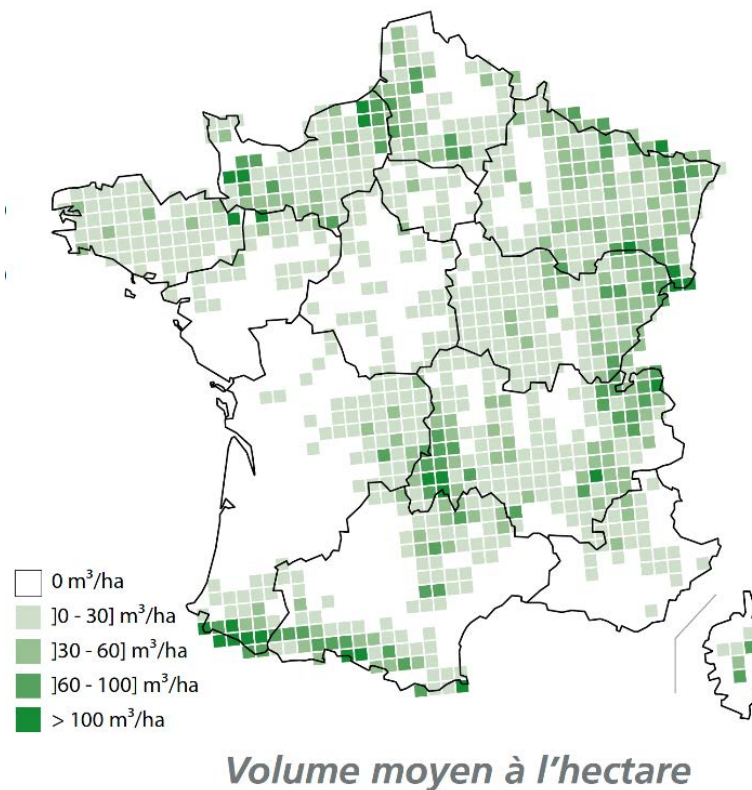 0 m³/ha
]0 - 30] m³/ha
]30 - 60] m³/ha
]60 - 100] m³/ha
> 100 m³/ha
Volume moyen à l'hectare